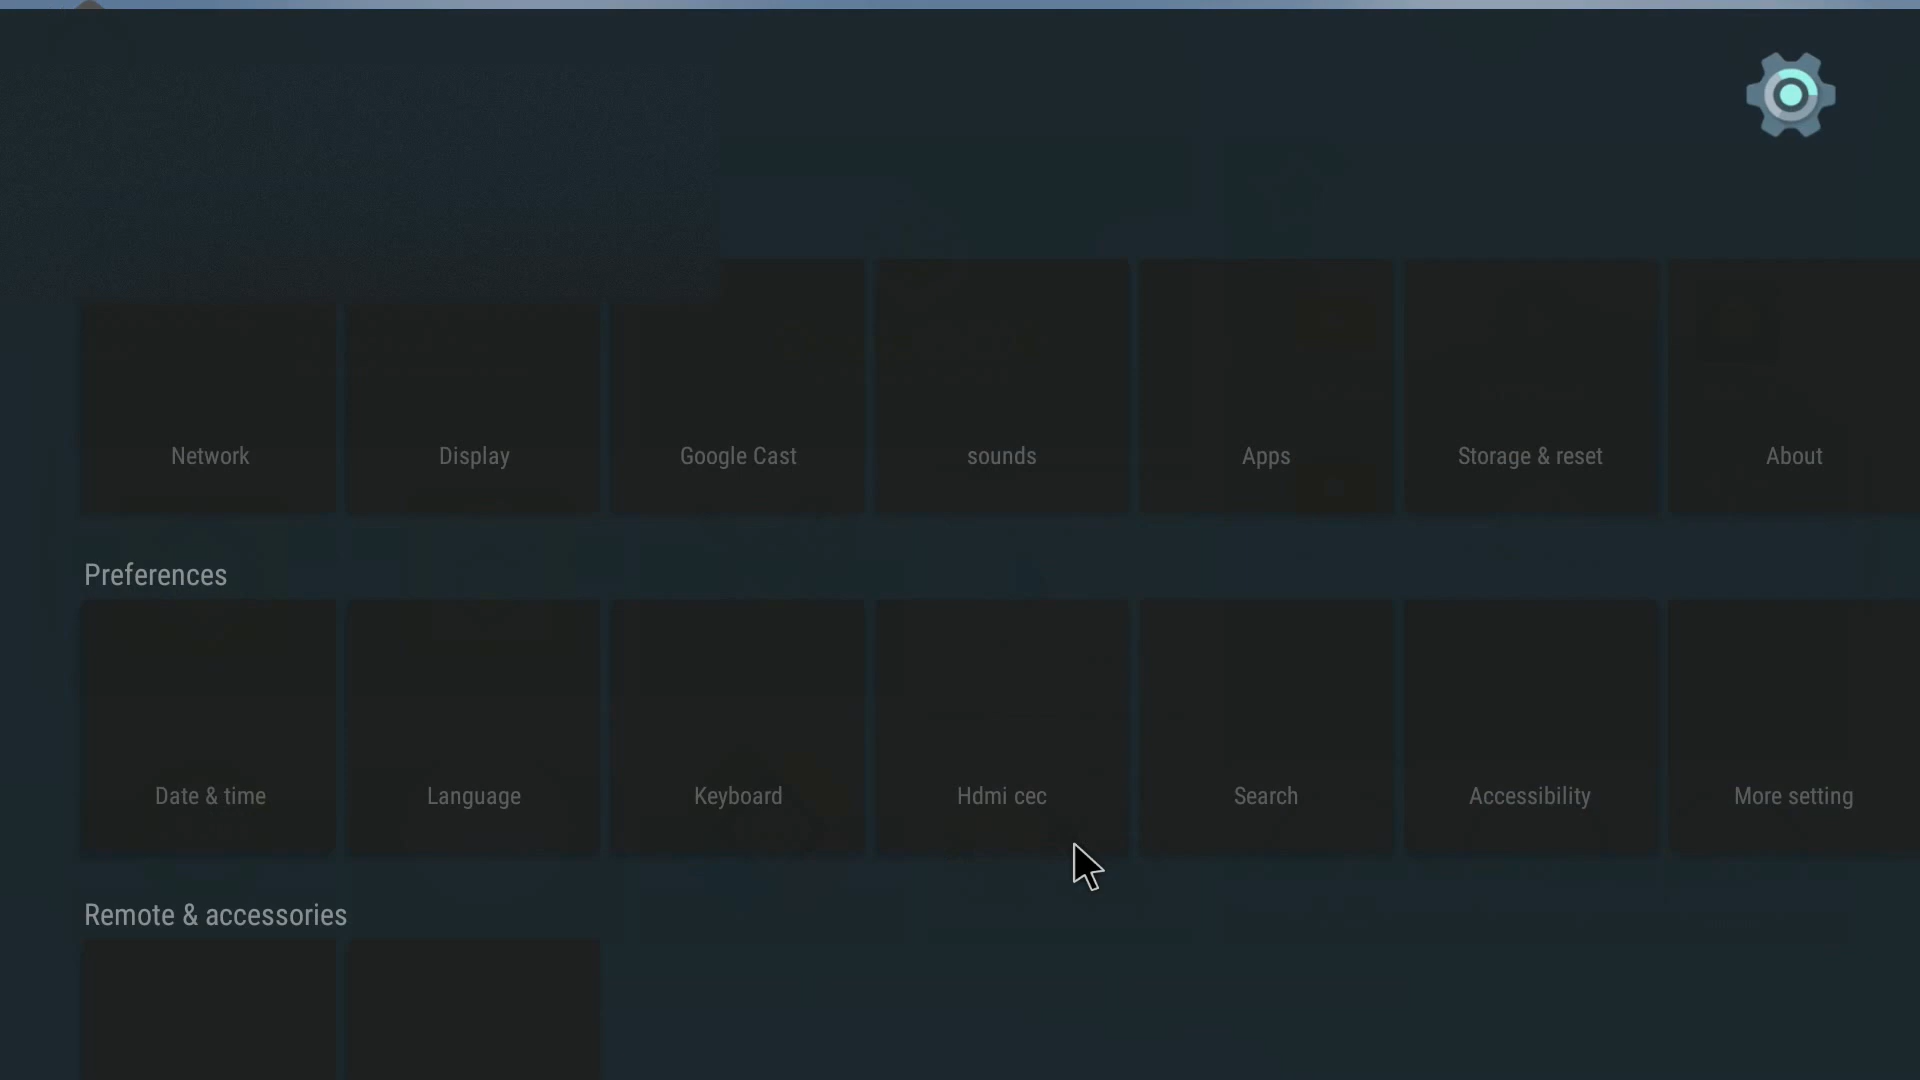 Network Display Google Cast sounds Apps Storage & reset About
Preferences
Date & time Language Keyboard Hdmi cec Search Accessibility More setting
Remote & accessories